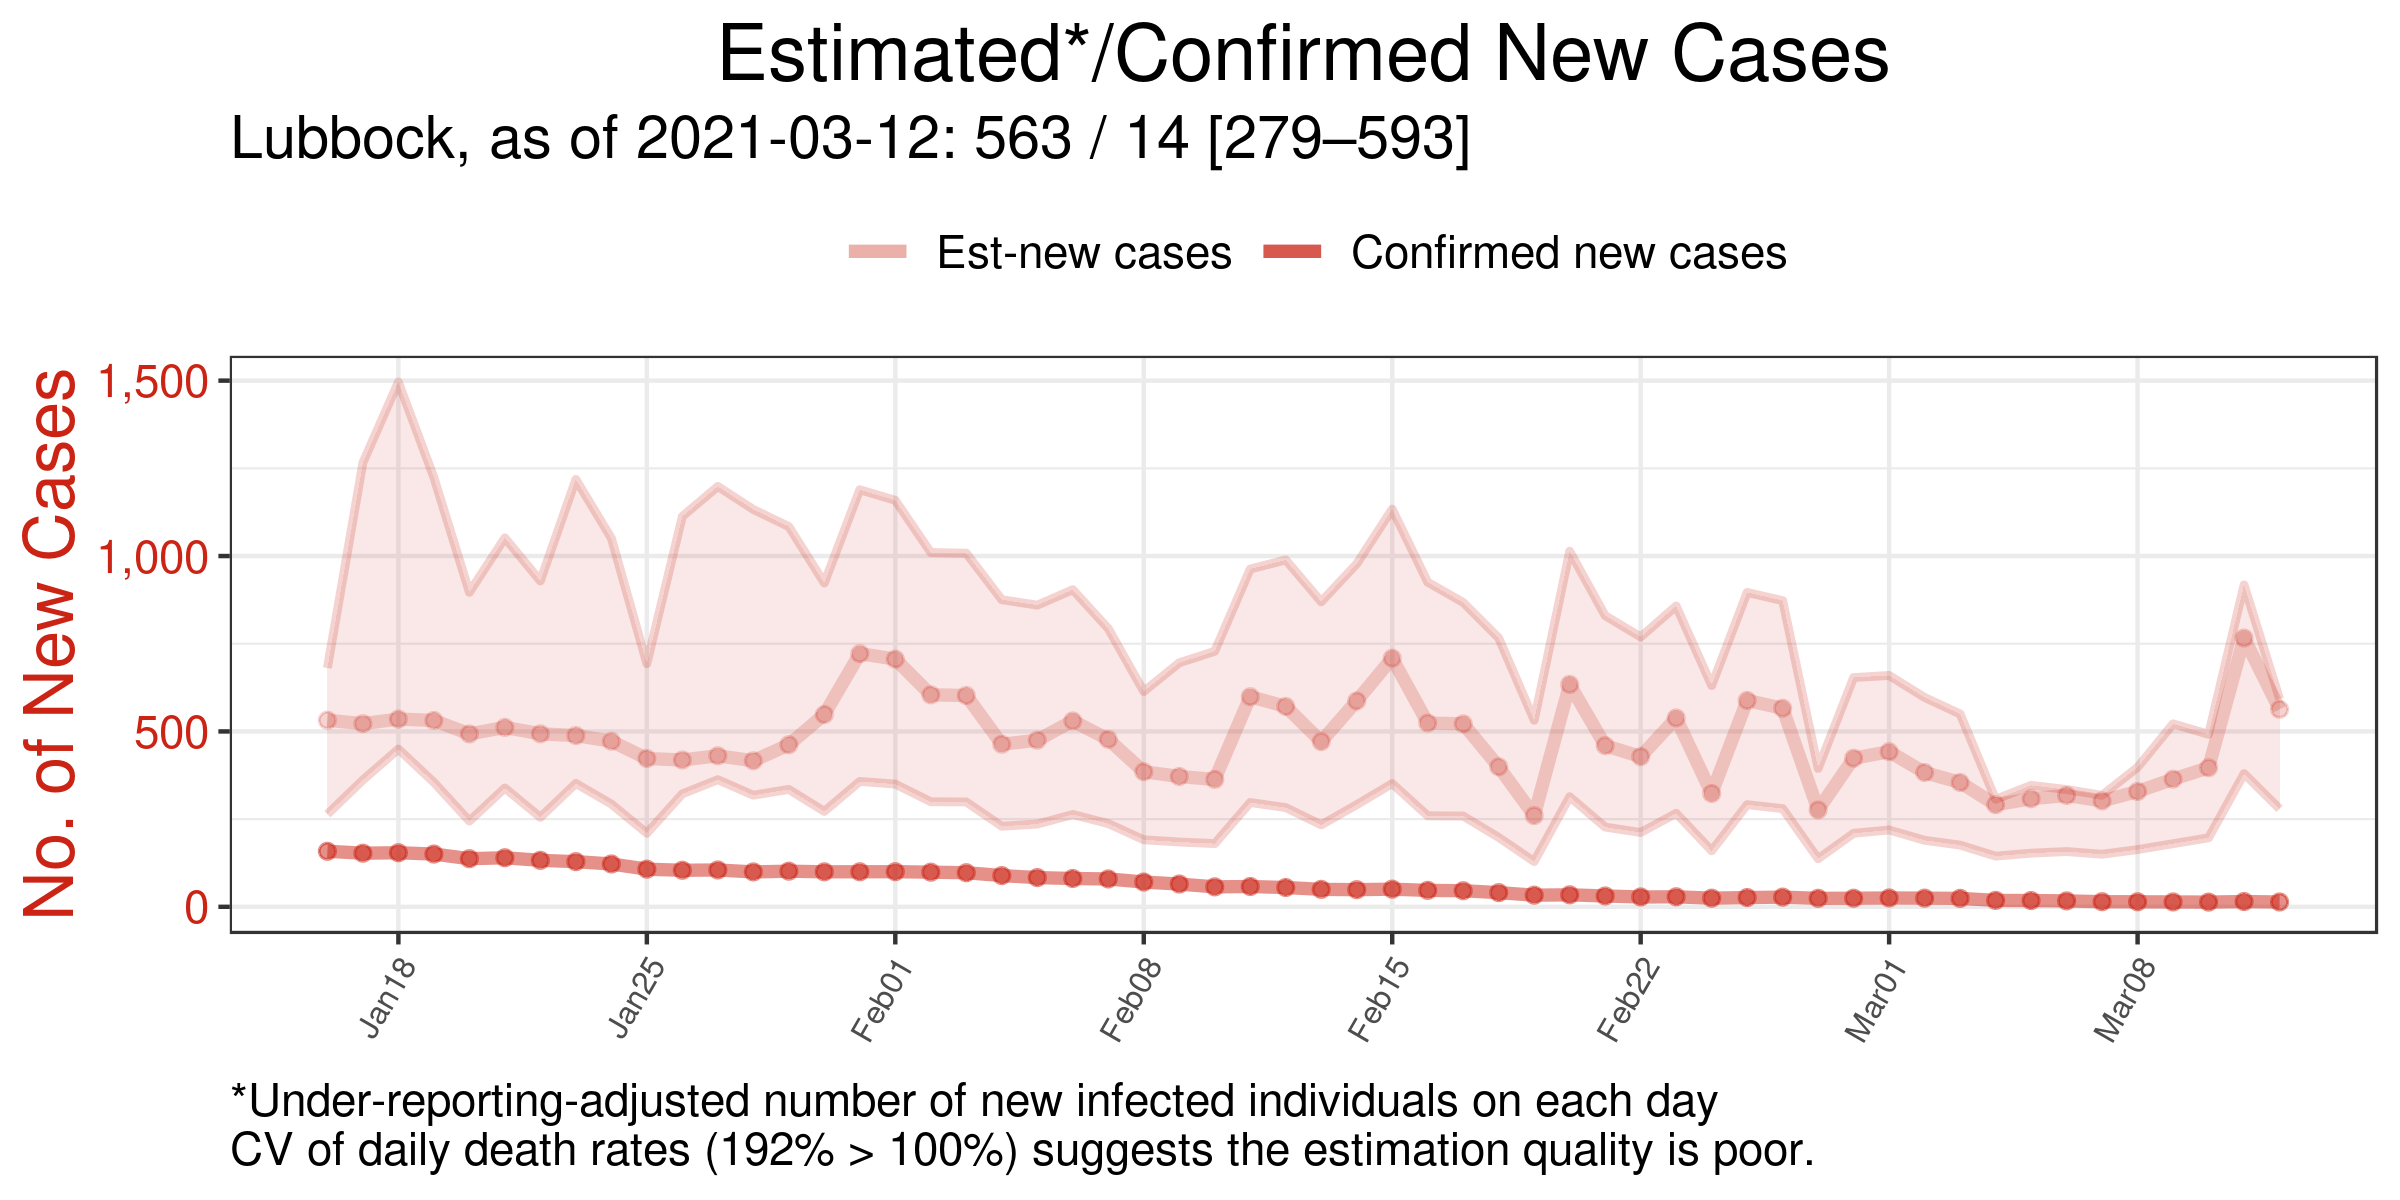 Estimated*/Confirmed New Cases
Lubbock, as of 2021-03-12: 563 / 14 [279–593]
Est-new cases Confirmed new cases
No. of New Cases
1,500
1,000
500
0
Jan18 Jan25 Feb01 Feb08 Feb15 Feb22 Mar01 Mar08
*Under-reporting-adjusted number of new infected individuals on each day
CV of daily death rates (192% > 100%) suggests the estimation quality is poor.